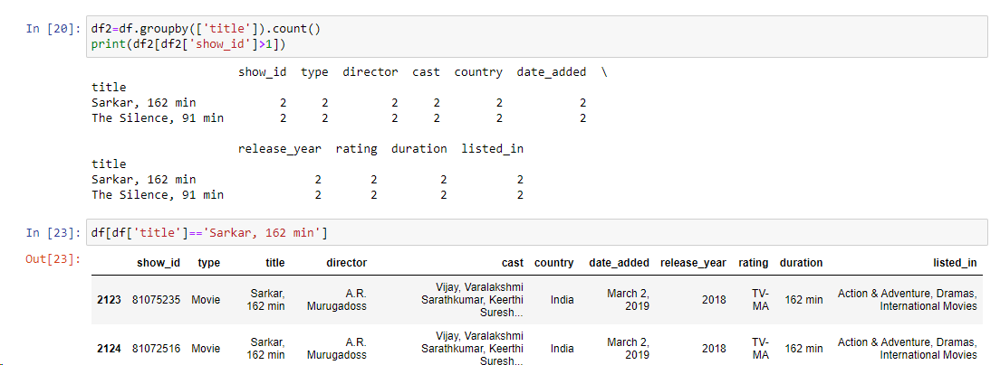 In [20]: df2=df.groupby(['title']).count()
print(df2[df2['show_id']>1])
show_id type director cast country date_added \
title
Sarkar, 162 min 2 2 2 2 2 2
The Silence, 91 min 2 2 2 2 2 2
release_year rating duration listed_in
title
Sarkar, 162 min 2 2 2 2
The Silence, 91 min 2 2 2 2
In [23]: df[df['title']=='Sarkar, 162 min']
Out[23]:
show_id type title director cast country date_added release_year rating duration listed_in
2123 81075235 Movie Sarkar, 162 min A.R. Murugadoss Vijay, Varalakshmi Sarathkumar, Keerthi Suresh... India March 2, 2019 2018 TV-MA 162 min Action & Adventure, Dramas, International Movies
2124 81072516 Movie Sarkar, 162 min A.R. Murugadoss Vijay, Varalakshmi Sarathkumar, Keerthi Suresh... India March 2, 2019 2018 TV-MA 162 min Action & Adventure, Dramas, International Movies